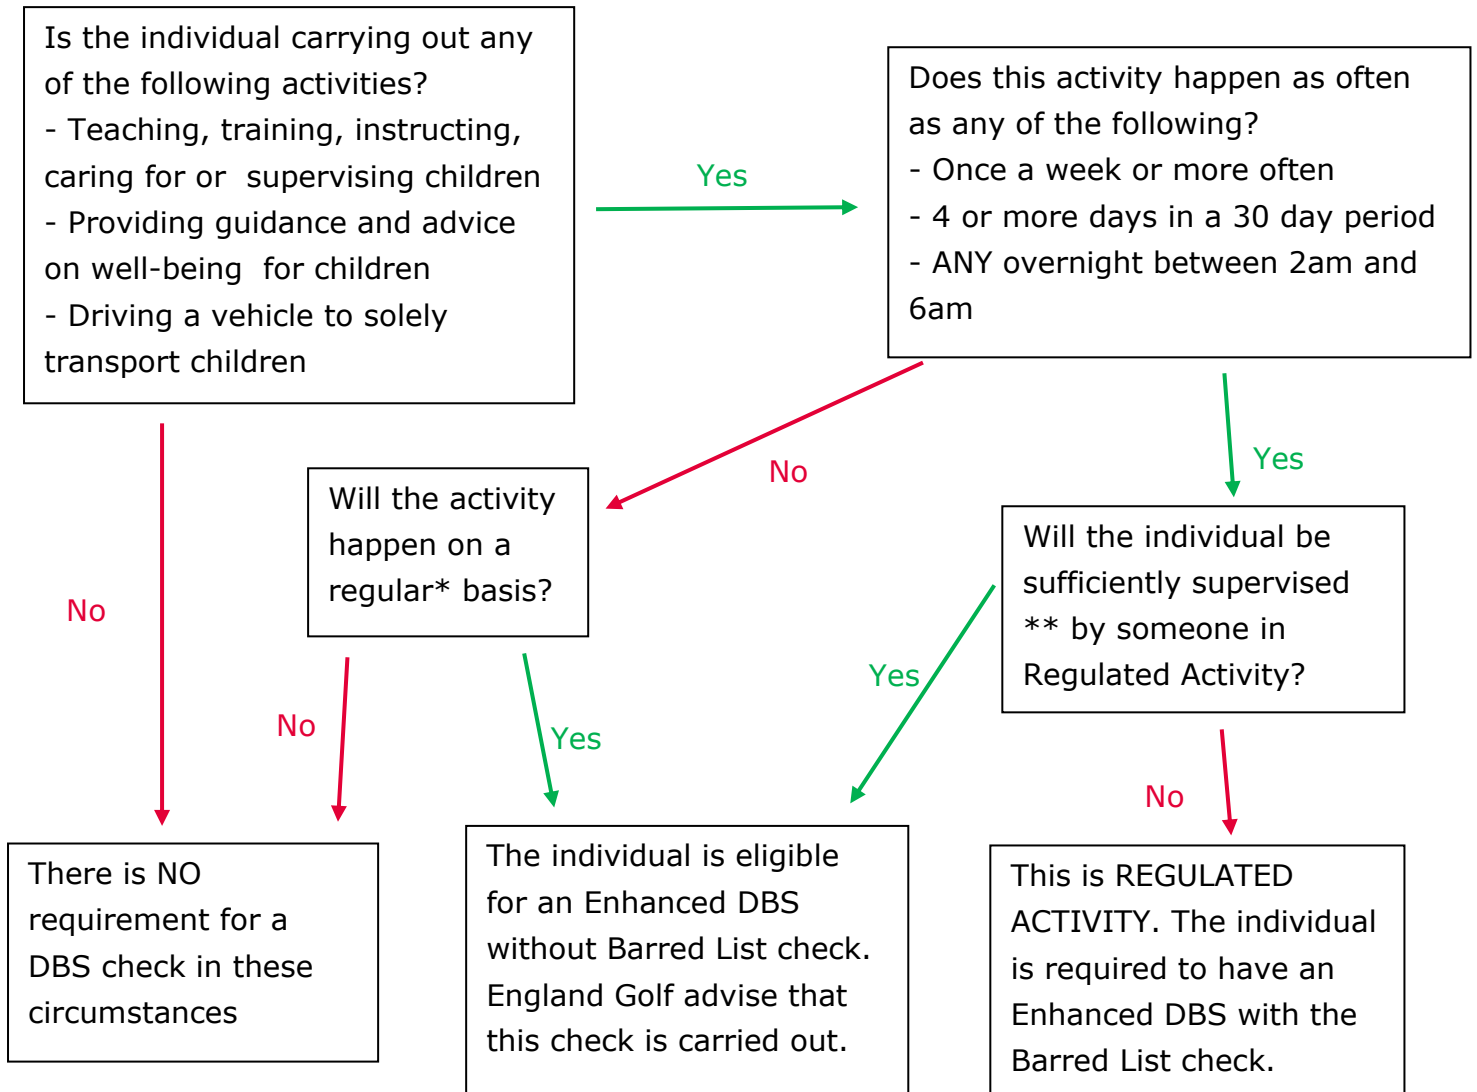 Is the individual carrying out any
of the following activities?
- Teaching, training, instructing,
caring for or  supervising children
- Providing guidance and advice
on well-being  for children
- Driving a vehicle to solely
transport children
Yes
Does this activity happen as often
as any of the following?
- Once a week or more often
- 4 or more days in a 30 day period
- ANY overnight between 2am and
6am
No
Yes
No
Will the activity
happen on a
regular* basis?
Will the individual be
sufficiently supervised
** by someone in
Regulated Activity?
No
Yes
Yes
No
There is NO
requirement for a
DBS check in these
circumstances
The individual is eligible
for an Enhanced DBS
without Barred List check.
England Golf advise that
this check is carried out.
This is REGULATED
ACTIVITY. The individual
is required to have an
Enhanced DBS with the
Barred List check.